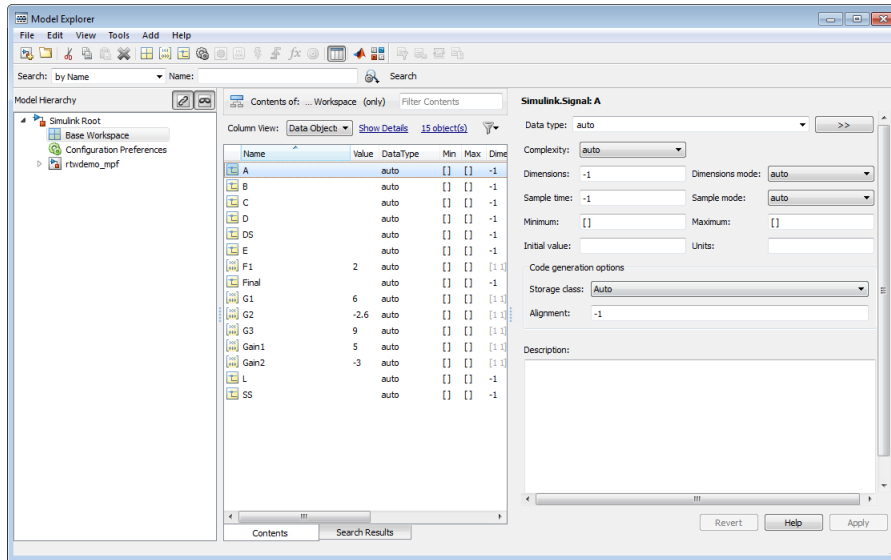 Model Explorer
File Edit View Tools Add Help
Search: by Name Name: Search
Model Hierarchy
Simulink Root
Base Workspace
Configuration Preferences
rtwdemo_mpf
Contents of: ... Workspace (only) Filter Contents
Column View: Data Object Show Details 15 object(s)
Name Value DataType Min Max Dime
A auto [ ] [ ] -1
B auto [ ] [ ] -1
C auto [ ] [ ] -1
D auto [ ] [ ] -1
DS auto [ ] [ ] -1
E auto [ ] [ ] -1
F1 2 auto [ ] [ ] [1 1]
Final auto [ ] [ ] -1
G1 6 auto [ ] [ ] [1 1]
G2 -2.6 auto [ ] [ ] [1 1]
G3 9 auto [ ] [ ] [1 1]
Gain1 5 auto [ ] [ ] [1 1]
Gain2 -3 auto [ ] [ ] [1 1]
L auto [ ] [ ] -1
SS auto [ ] [ ] -1
Contents Search Results
Simulink.Signal: A
Data type: auto >>
Complexity: auto
Dimensions: -1 Dimensions mode: auto
Sample time: -1 Sample mode: auto
Minimum: [ ] Maximum: [ ]
Initial value: Units:
Code generation options
Storage class: Auto
Alignment: -1
Description:
Revert Help Apply